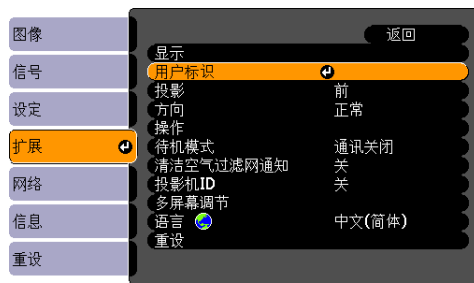 图像
信号
设定
扩展
网络
信息
重设
返回
显示
用户标识
投影 前
方向 正常
操作
待机模式 通讯关闭
清洁空气过滤网通知 关
投影机ID 关
多屏幕调节
语言 中文(简体)
重设